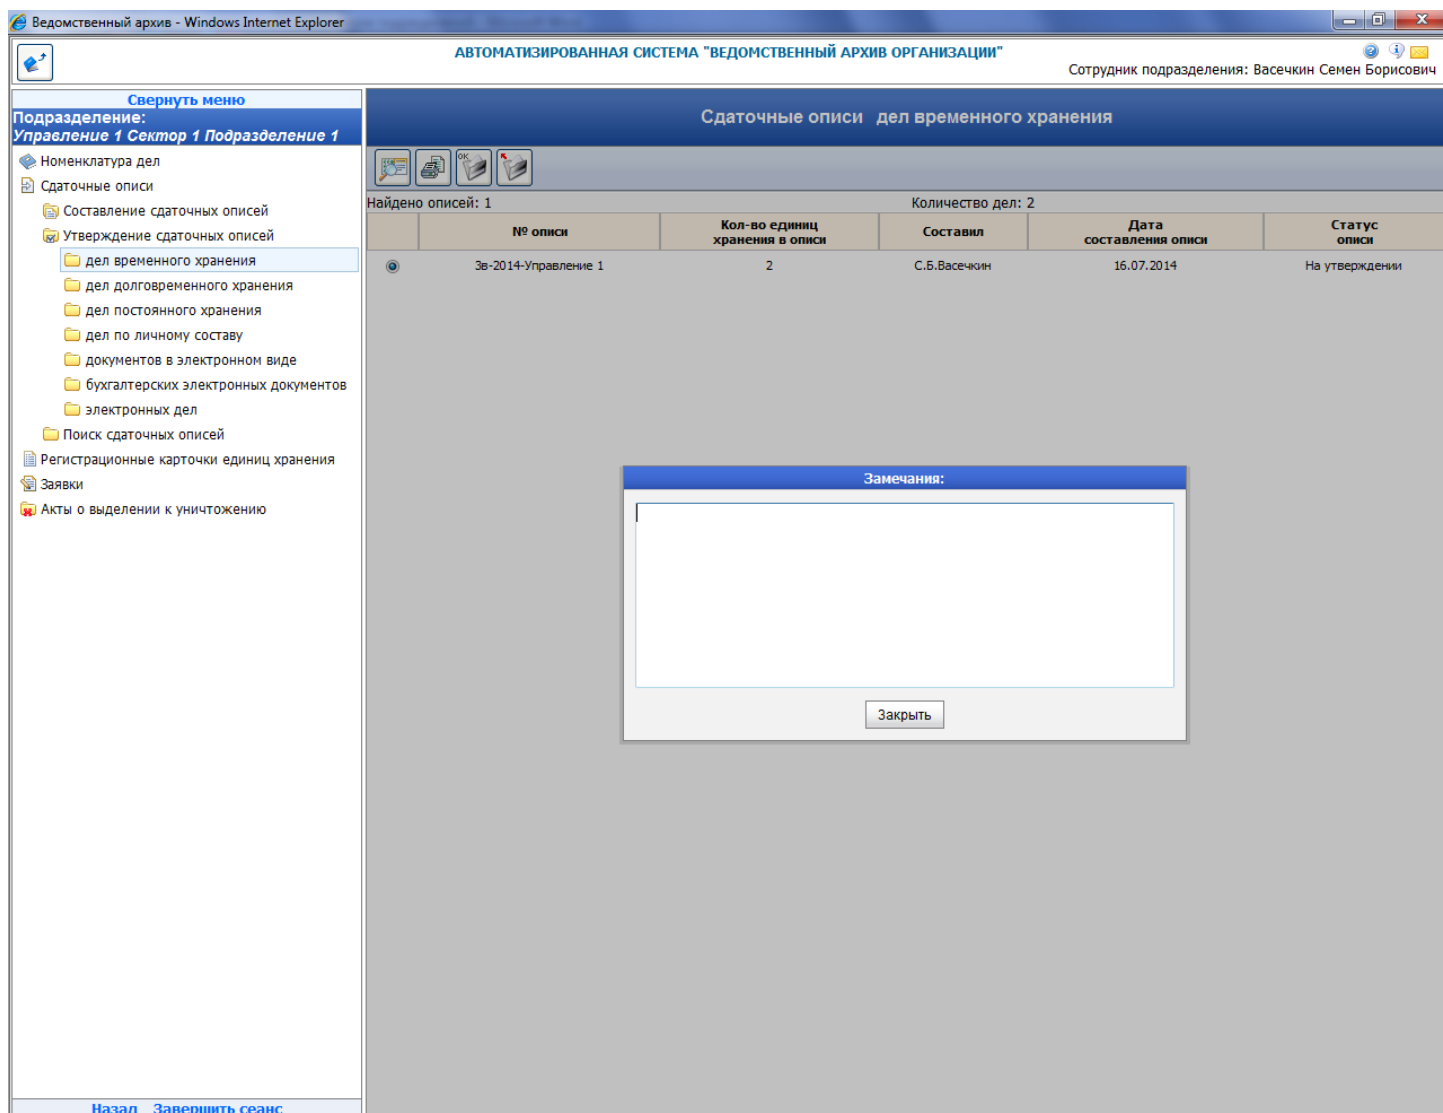 Ведомственный архив - Windows Internet Explorer
АВТОМАТИЗИРОВАННАЯ СИСТЕМА "ВЕДОМСТВЕННЫЙ АРХИВ ОРГАНИЗАЦИИ"
Сотрудник подразделения: Васечкин Семен Борисович
Свернуть меню
Подразделение:
Управление 1 Сектор 1 Подразделение 1
Номенклатура дел
Сдаточные описи
Составление сдаточных описей
Утверждение сдаточных описей
дел временного хранения
дел долговременного хранения
дел постоянного хранения
дел по личному составу
документов в электронном виде
бухгалтерских электронных документов
электронных дел
Поиск сдаточных описей
Регистрационные карточки единиц хранения
Заявки
Акты о выделении к уничтожению
Назад Завершить сеанс
Сдаточные описи дел временного хранения
OK
Найдено описей: 1 Количество дел: 2
№ описи Кол-во единиц хранения в описи Составил Дата составления описи Статус описи
3в-2014-Управление 1 2 С.Б.Васечкин 16.07.2014 На утверждении
Замечания:
Закрыть